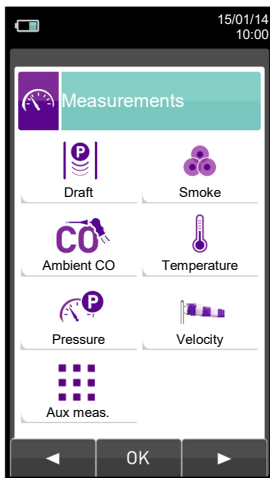 15/01/14
10:00
Measurements
P
Draft
Smoke
CO
Ambient CO
Temperature
P
Pressure
Velocity
Aux meas.
OK